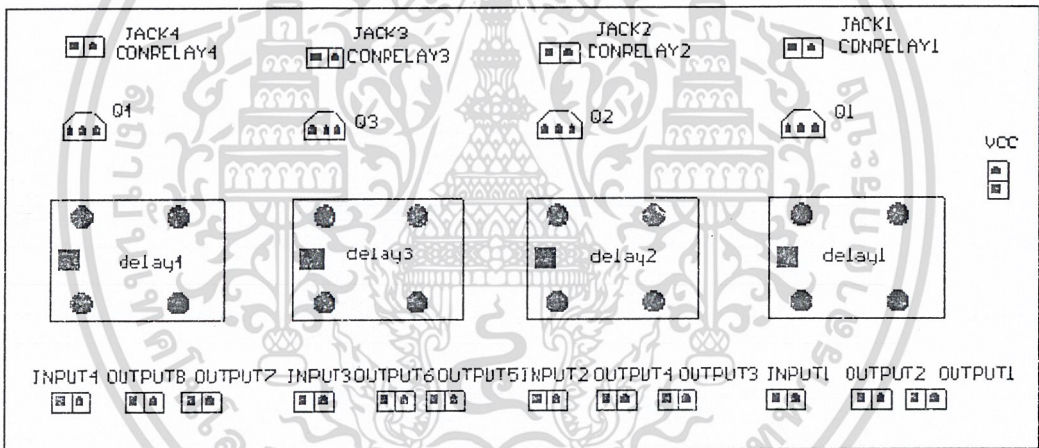 JACK4
CONRELAY4
JACK3
CONRELAY3
JACK2
CONRELAY2
JACK1
CONRELAY1
Q4
Q3
Q2
Q1
VCC
delay4
delay3
delay2
delay1
INPUT4 OUTPUT8 OUTPUT7 INPUT3 OUTPUT6 OUTPUT5 INPUT2 OUTPUT4 OUTPUT3 INPUT1 OUTPUT2 OUTPUT1